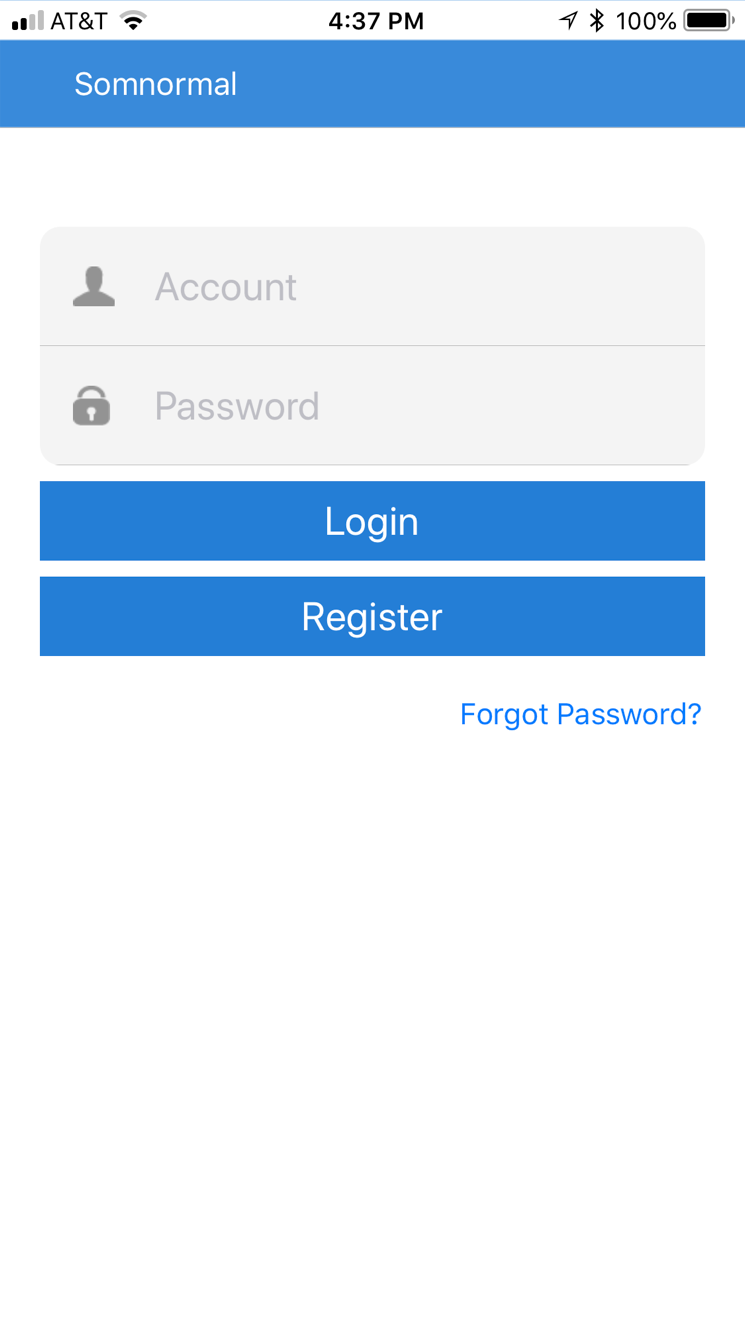 AT&T 4:37 PM 100%
Somnormal
Account
Password
Login
Register
Forgot Password?